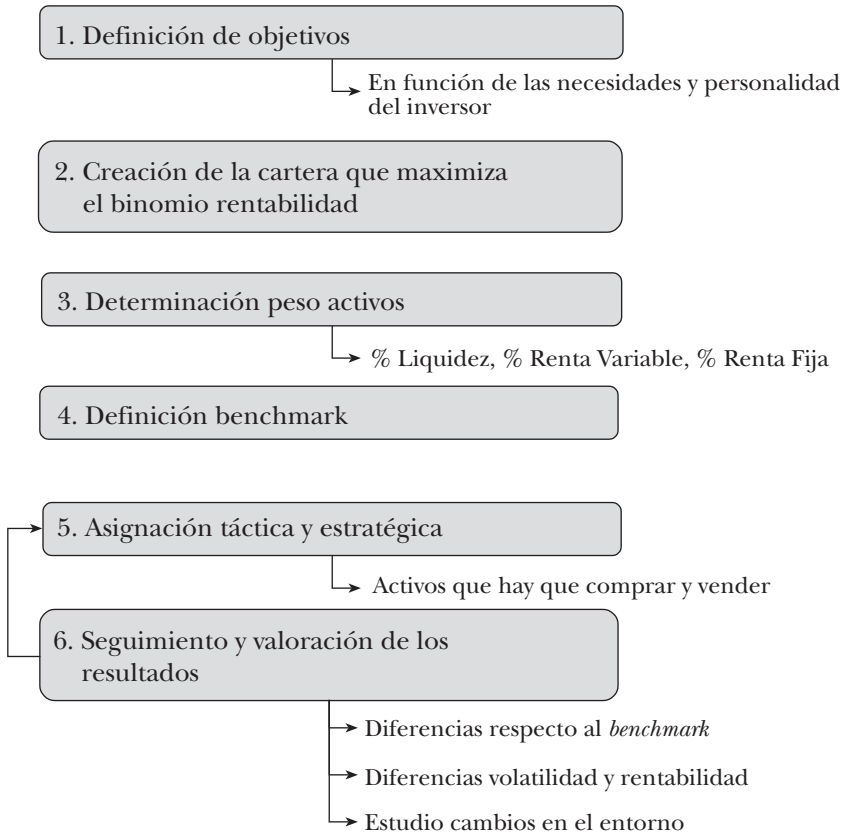 1. Definición de objetivos
En función de las necesidades y personalidad
del inversor
2. Creación de la cartera que maximiza
el binomio rentabilidad
3. Determinación peso activos
% Liquidez, % Renta Variable, % Renta Fija
4. Definición benchmark
5. Asignación táctica y estratégica
Activos que hay que comprar y vender
6. Seguimiento y valoración de los
resultados
Diferencias respecto al benchmark
Diferencias volatilidad y rentabilidad
Estudio cambios en el entorno